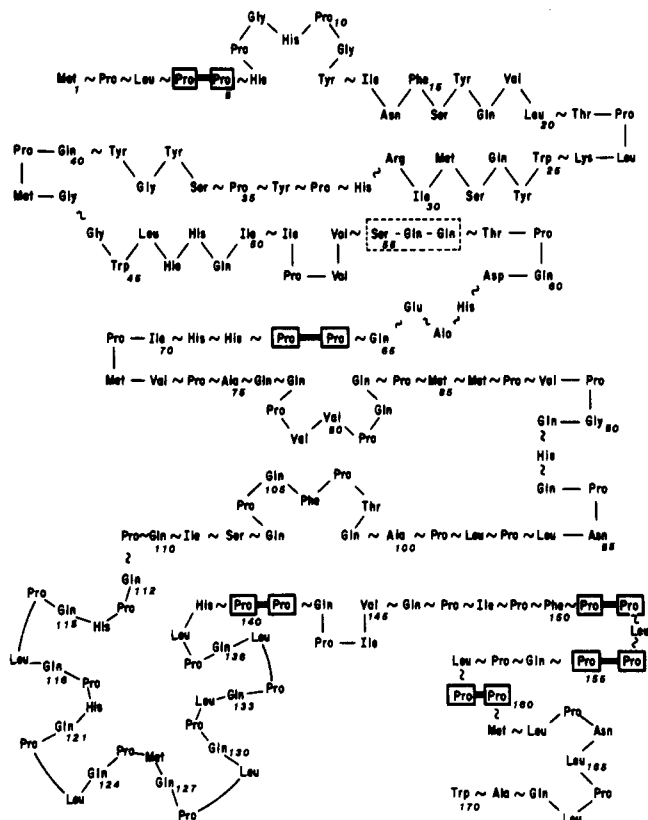 Gly Pro 10
His
Pro Gly
Met ~ Pro ~ Leu ~ Pro Pro ~ His Tyr ~ Ile Phe Tyr Val
1 5 15
Asn Ser Gln Leu ~ Thr — Pro
20
Pro — Gln ~ Tyr Tyr Arg Met Gln Trp ~ Lys — Leu
40 25
Met — Gly Gly Ser ~ Pro ~ Tyr ~ Pro ~ His Ile Ser Tyr
35 30
Gly Leu His Ile ~ Ile Val ~ Ser - Gln - Gln ~ Thr — Pro
50 55
Trp His Gln Pro — Val Asp — Gln
45 60
Glu His
Ala
Pro — Ile ~ His ~ His ~ Pro Pro ~ Gln
70 65
Met — Val ~ Pro ~ Ala ~ Gln ~ Gln Gln ~ Pro ~ Met ~ Met ~ Pro ~ Val — Pro
75 85
Pro Val Gln Gln Gly
80 90
Val Pro
His
Gln Pro
Gln Pro
105
Pro Phe Thr
Pro ~ Gln ~ Ile ~ Ser ~ Gln Gln ~ Ala ~ Pro ~ Leu ~ Pro ~ Leu ~ Asn
110 100 95
Gln
112
Pro Gln His Pro His ~ Pro Pro ~ Gln Val ~ Gln ~ Pro ~ Ile ~ Pro ~ Phe ~ Pro Pro
115 140 145 150
Leu Gln Pro Leu Pro Gln Leu Pro — Ile Leu
116 136
His Leu Gln Pro Leu ~ Pro ~ Gln ~ Pro Pro
133 155
Pro Gln Pro Pro Pro
121 160
Pro Met Gln Met ~ Leu Pro Asn
130
Leu Gln Gln Leu Leu
124 127 165
Pro Trp ~ Ala ~ Gln Leu Pro
170